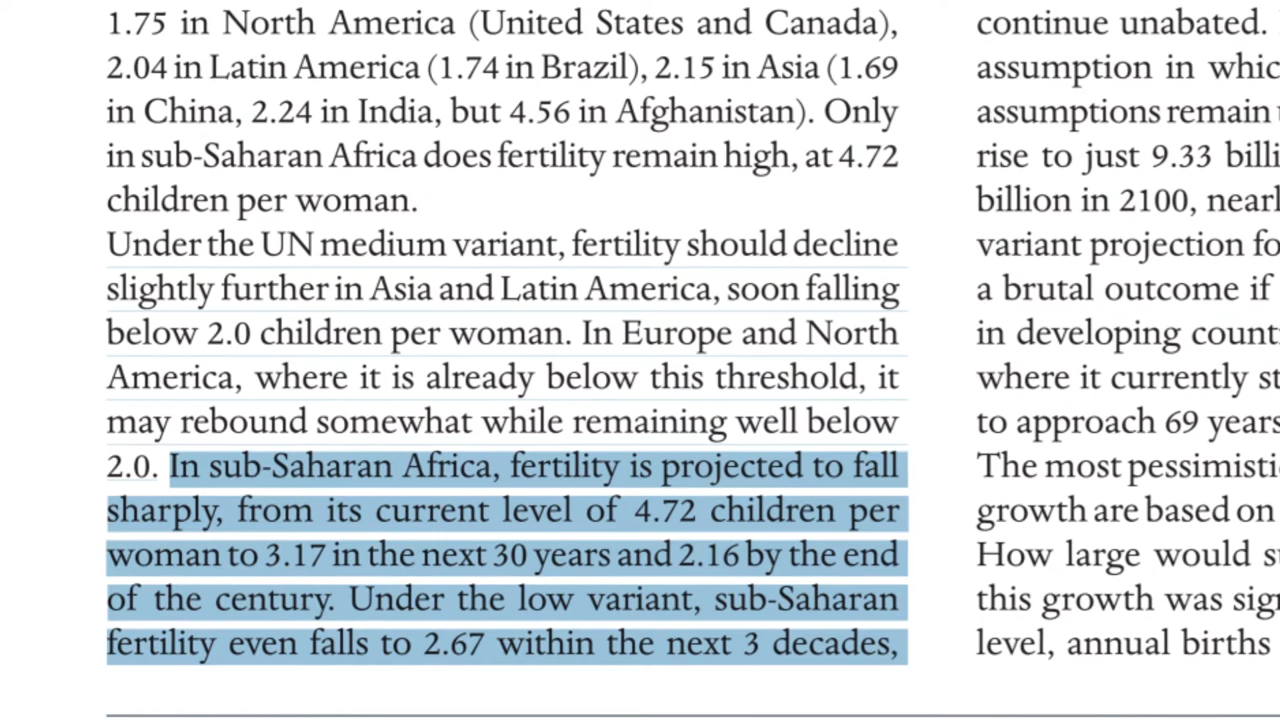 1.75 in North America (United States and Canada),
2.04 in Latin America (1.74 in Brazil), 2.15 in Asia (1.69
in China, 2.24 in India, but 4.56 in Afghanistan). Only
in sub-Saharan Africa does fertility remain high, at 4.72
children per woman.
Under the UN medium variant, fertility should decline
slightly further in Asia and Latin America, soon falling
below 2.0 children per woman. In Europe and North
America, where it is already below this threshold, it
may rebound somewhat while remaining well below
2.0. In sub-Saharan Africa, fertility is projected to fall
sharply, from its current level of 4.72 children per
woman to 3.17 in the next 30 years and 2.16 by the end
of the century. Under the low variant, sub-Saharan
fertility even falls to 2.67 within the next 3 decades,
continue unabated.
assumption in
assumptions remain
rise to just 9.33
billion in 2100,
variant projection
a brutal outcome if
in developing
where it currently
to approach 69 years
The most
growth are based on
How large would
this growth was
level, annual births